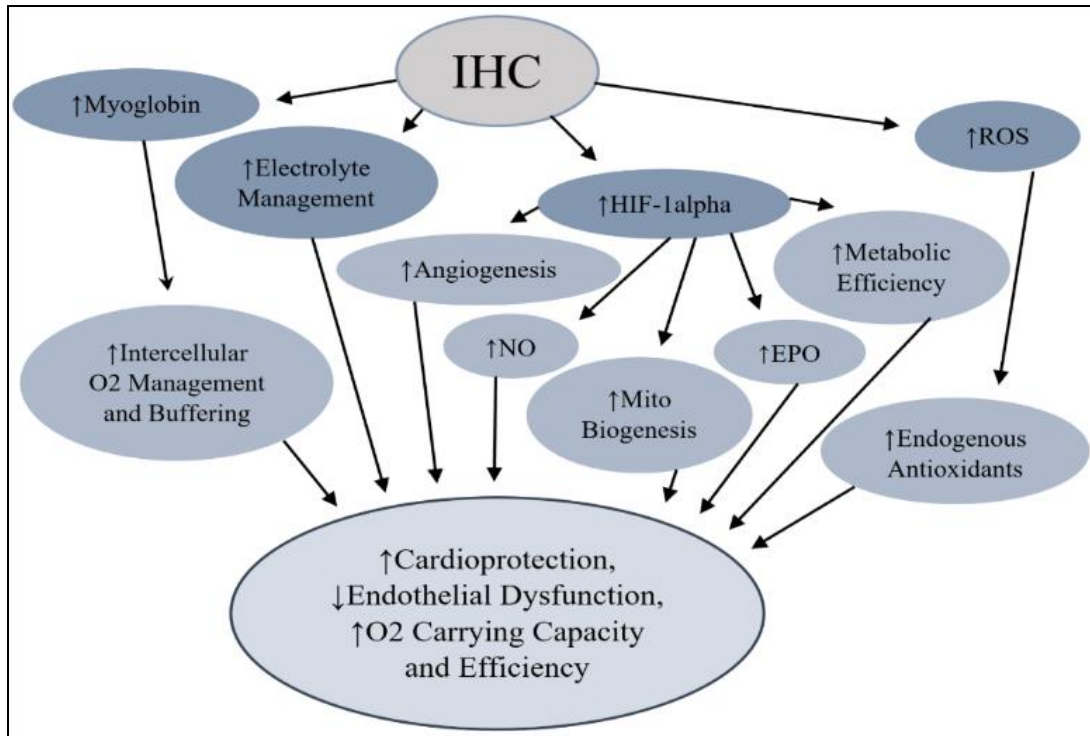 IHC
↑Myoglobin
↑ROS
↑Electrolyte
Management
↑HIF-1alpha
↑Angiogenesis
↑Metabolic
Efficiency
↑Intercellular
O2 Management
and Buffering
↑NO
↑EPO
↑Mito
Biogenesis
↑Endogenous
Antioxidants
↑Cardioprotection,
↓Endothelial Dysfunction,
↑O2 Carrying Capacity
and Efficiency